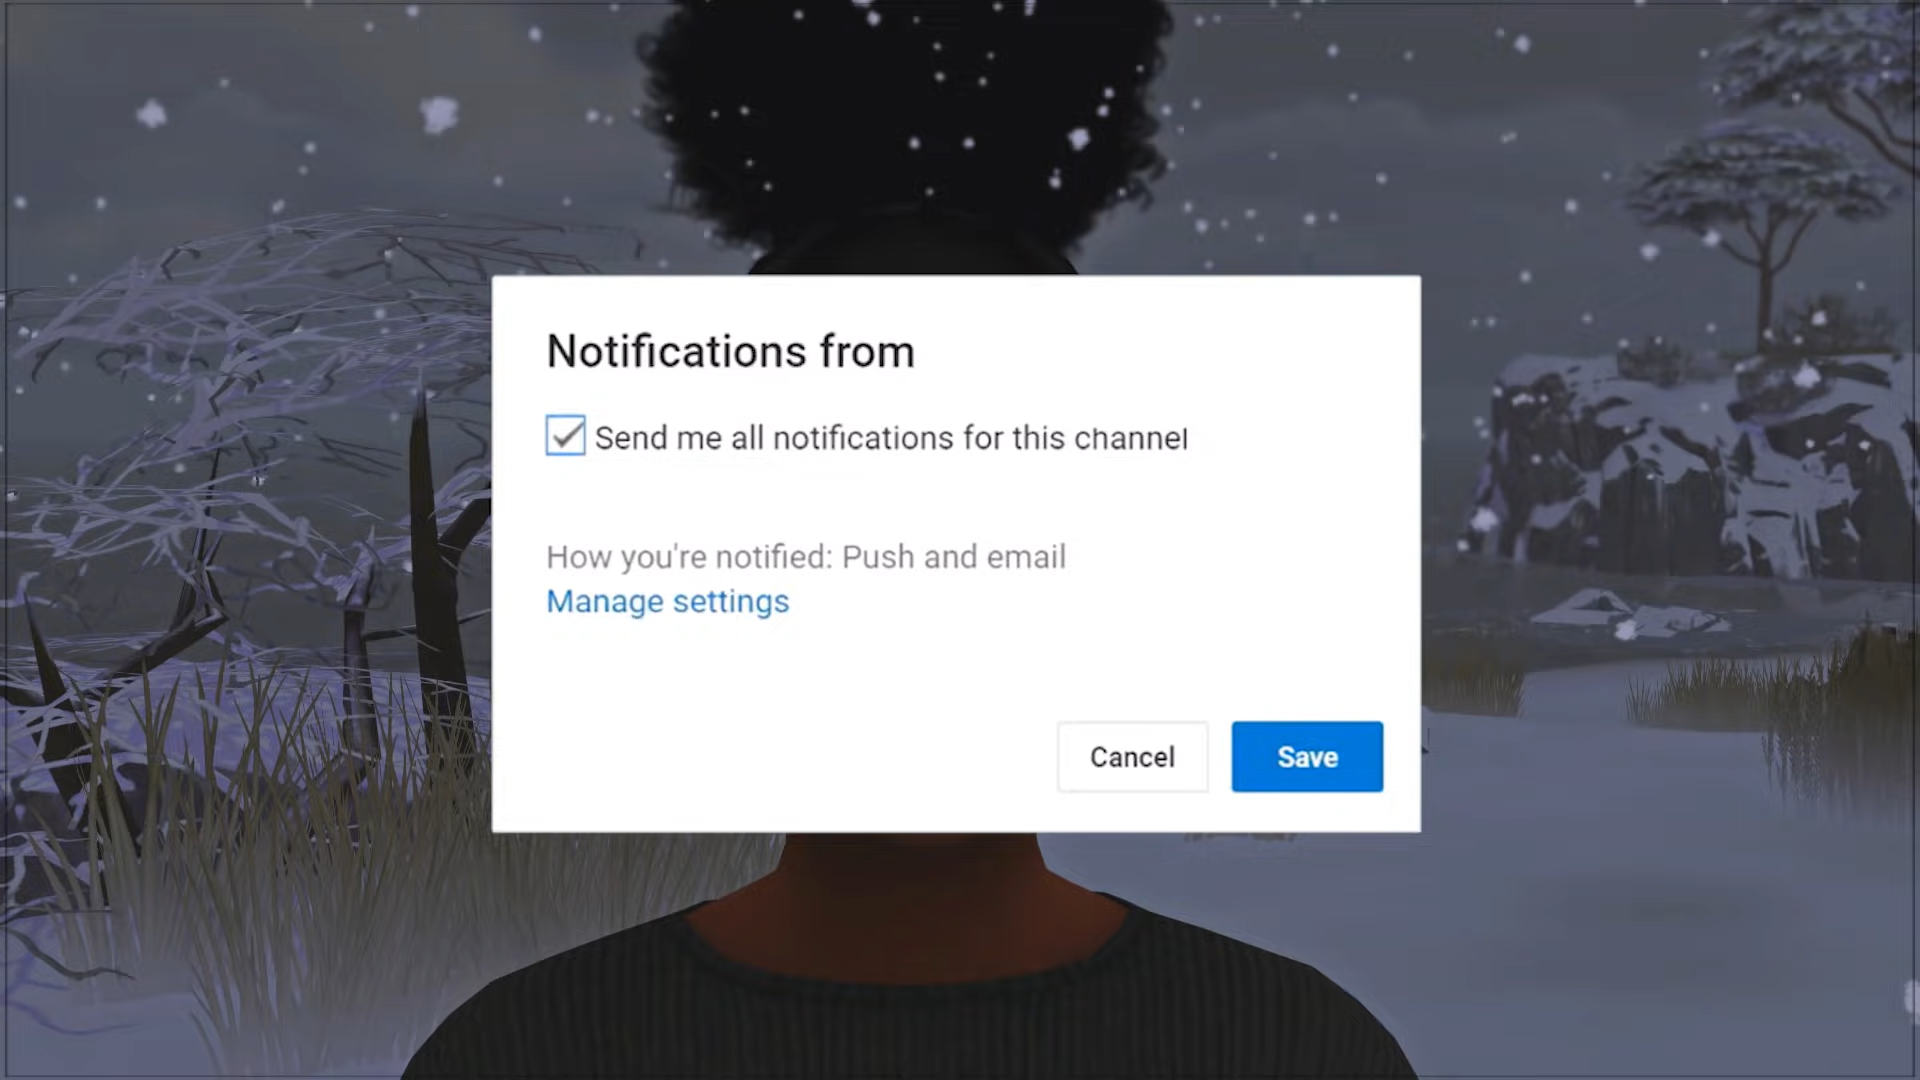 Notifications from
Send me all notifications for this channel
How you're notified: Push and email
Manage settings
Cancel
Save